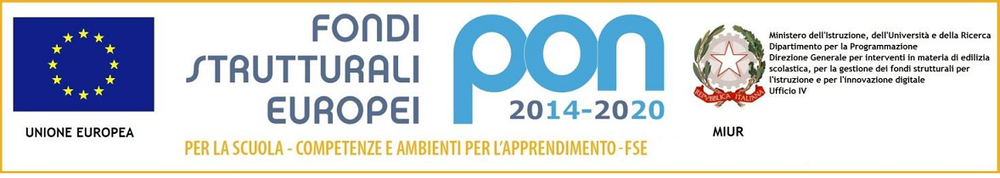 UNIONE EUROPEA
FONDI
STRUTTURALI
EUROPEI
pon
2014-2020
PER LA SCUOLA - COMPETENZE E AMBIENTI PER L'APPRENDIMENTO-FSE
REPVBBLICA ITALIANA
MIUR
Ministero dell'Istruzione, dell'Università e della Ricerca
Dipartimento per la Programmazione
Direzione Generale per interventi in materia di edilizia
scolastica, per la gestione dei fondi strutturali per
l'istruzione e per l'innovazione digitale
Ufficio IV